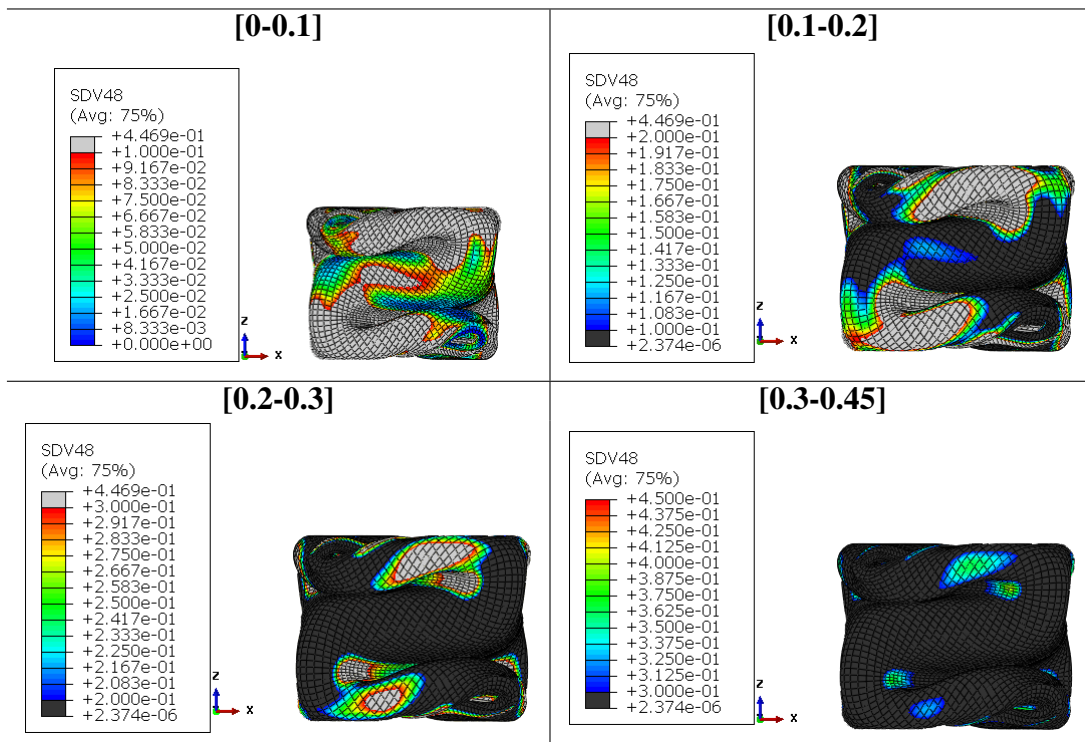 [0-0.1]
SDV48
(Avg: 75%)
+4.469e-01
+1.000e-01
+9.167e-02
+8.333e-02
+7.500e-02
+6.667e-02
+5.833e-02
+5.000e-02
+4.167e-02
+3.333e-02
+2.500e-02
+1.667e-02
+8.333e-03
+0.000e+00
Z
X
[0.1-0.2]
SDV48
(Avg: 75%)
+4.469e-01
+2.000e-01
+1.917e-01
+1.833e-01
+1.750e-01
+1.667e-01
+1.583e-01
+1.500e-01
+1.417e-01
+1.333e-01
+1.250e-01
+1.167e-01
+1.083e-01
+1.000e-01
+2.374e-06
Z
X
[0.2-0.3]
SDV48
(Avg: 75%)
+4.469e-01
+3.000e-01
+2.917e-01
+2.833e-01
+2.750e-01
+2.667e-01
+2.583e-01
+2.500e-01
+2.417e-01
+2.333e-01
+2.250e-01
+2.167e-01
+2.083e-01
+2.000e-01
+2.374e-06
Z
X
[0.3-0.45]
SDV48
(Avg: 75%)
+4.500e-01
+4.375e-01
+4.250e-01
+4.125e-01
+4.000e-01
+3.875e-01
+3.750e-01
+3.625e-01
+3.500e-01
+3.375e-01
+3.250e-01
+3.125e-01
+3.000e-01
+2.374e-06
Z
X